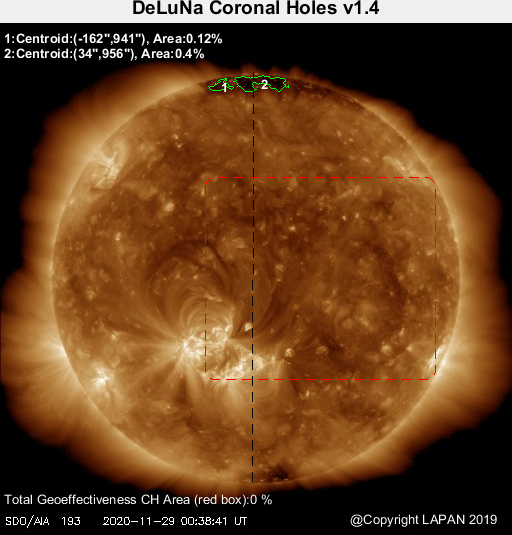 DeLuNa Coronal Holes v1.4
1:Centroid:(-162",941"), Area:0.12%
2:Centroid:(34",956"), Area:0.4%
1 2
Total Geoeffectiveness CH Area (red box):0 %
SDO/AIA 193 2020-11-29 00:38:41 UT
@Copyright LAPAN 2019